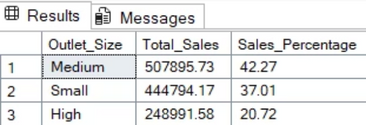 Results Messages
Outlet_Size Total_Sales Sales_Percentage
1 Medium 507895.73 42.27
2 Small 444794.17 37.01
3 High 248991.58 20.72